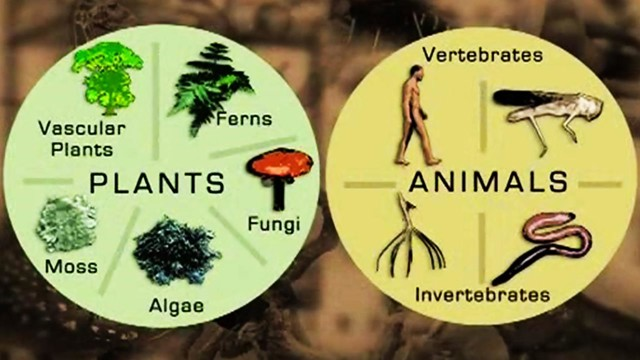 Vascular
Plants
Ferns
PLANTS
Fungi
Moss
Algae
Vertebrates
ANIMALS
Invertebrates